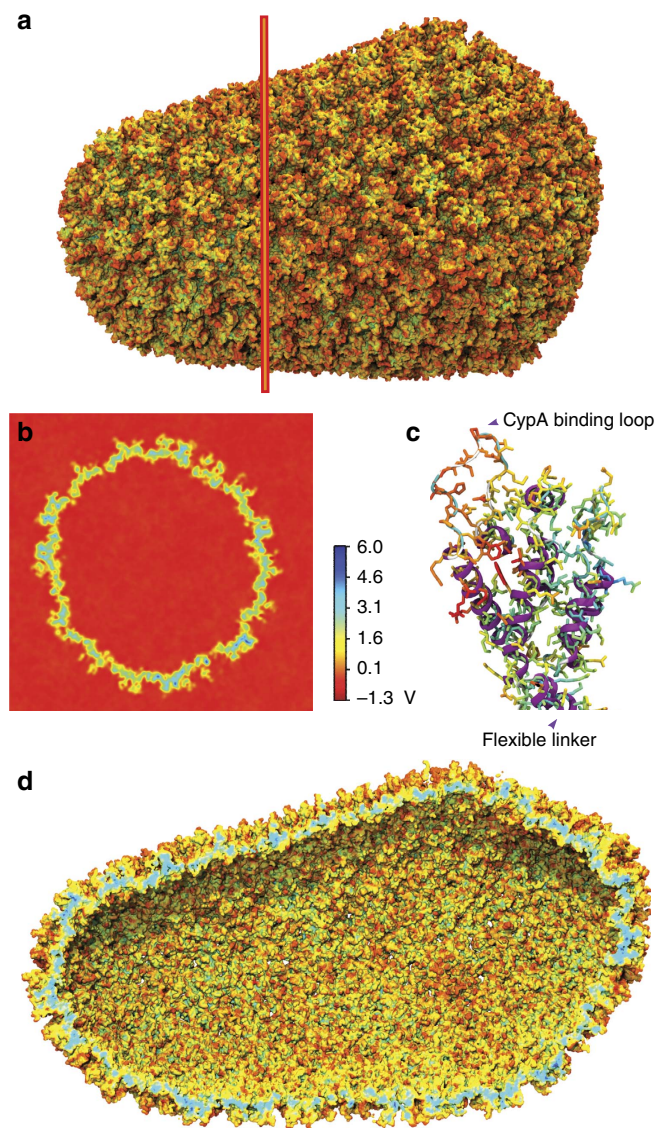 a
b
c
CypA binding loop
6.0
4.6
3.1
1.6
0.1
–1.3 V
Flexible linker
d